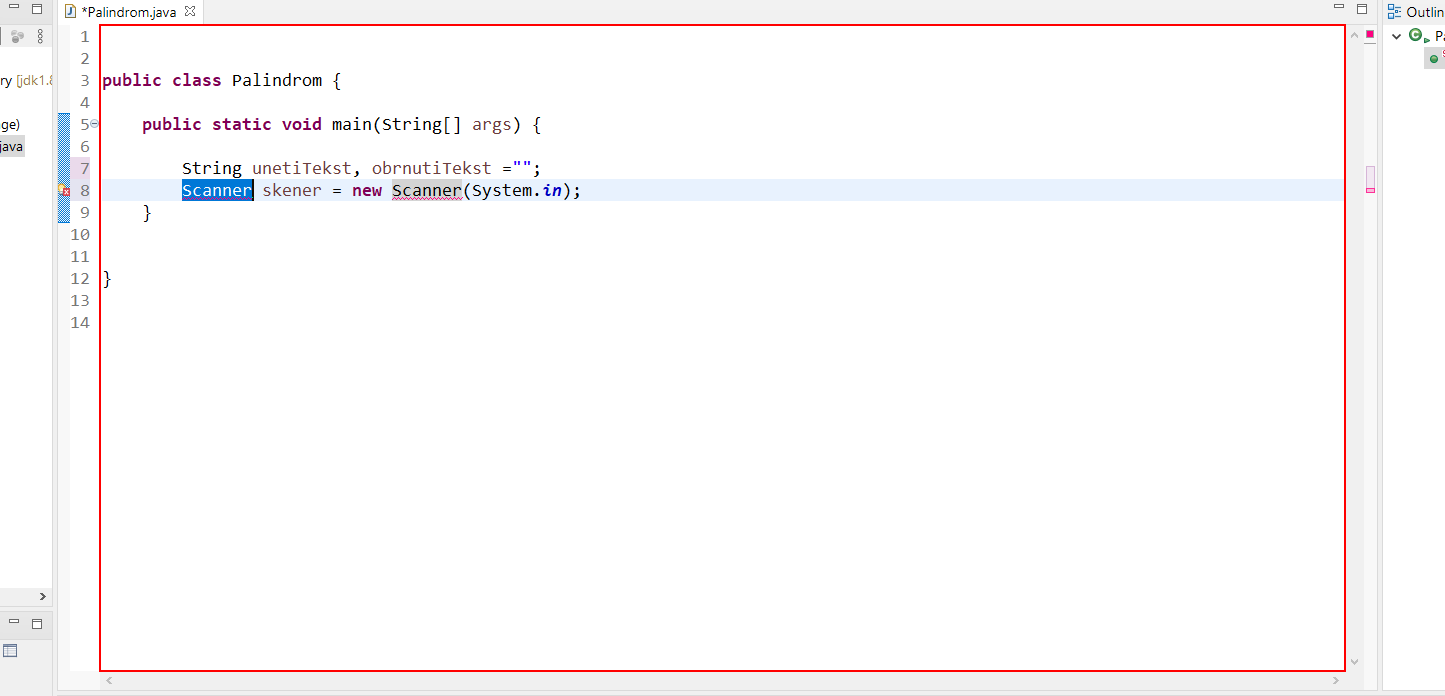 *Palindrom.java
Outlin
ry [jdk1.8
ge)
java
1
2
3 public class Palindrom {
4
5 public static void main(String[] args) {
6
7 String unetiTekst, obrnutiTekst ="";
8 Scanner skener = new Scanner(System.in);
9 }
10
11
12 }
13
14